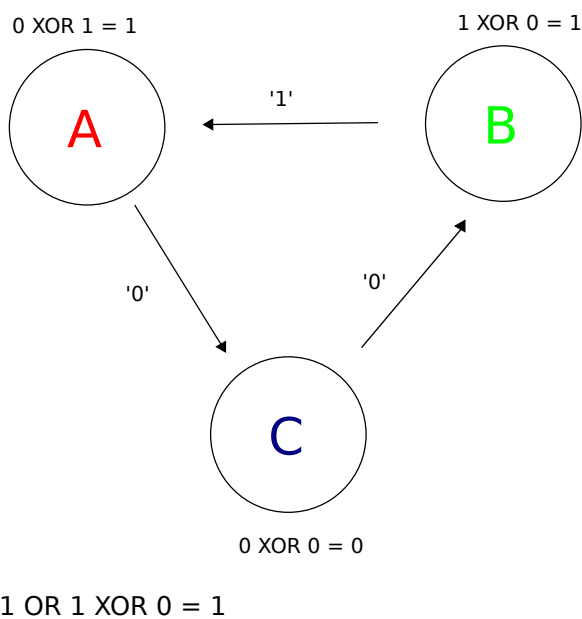 0 XOR 1 = 1
1 XOR 0 = 1
A
'1'
B
'0'
'0'
C
0 XOR 0 = 0
1 OR 1 XOR 0 = 1